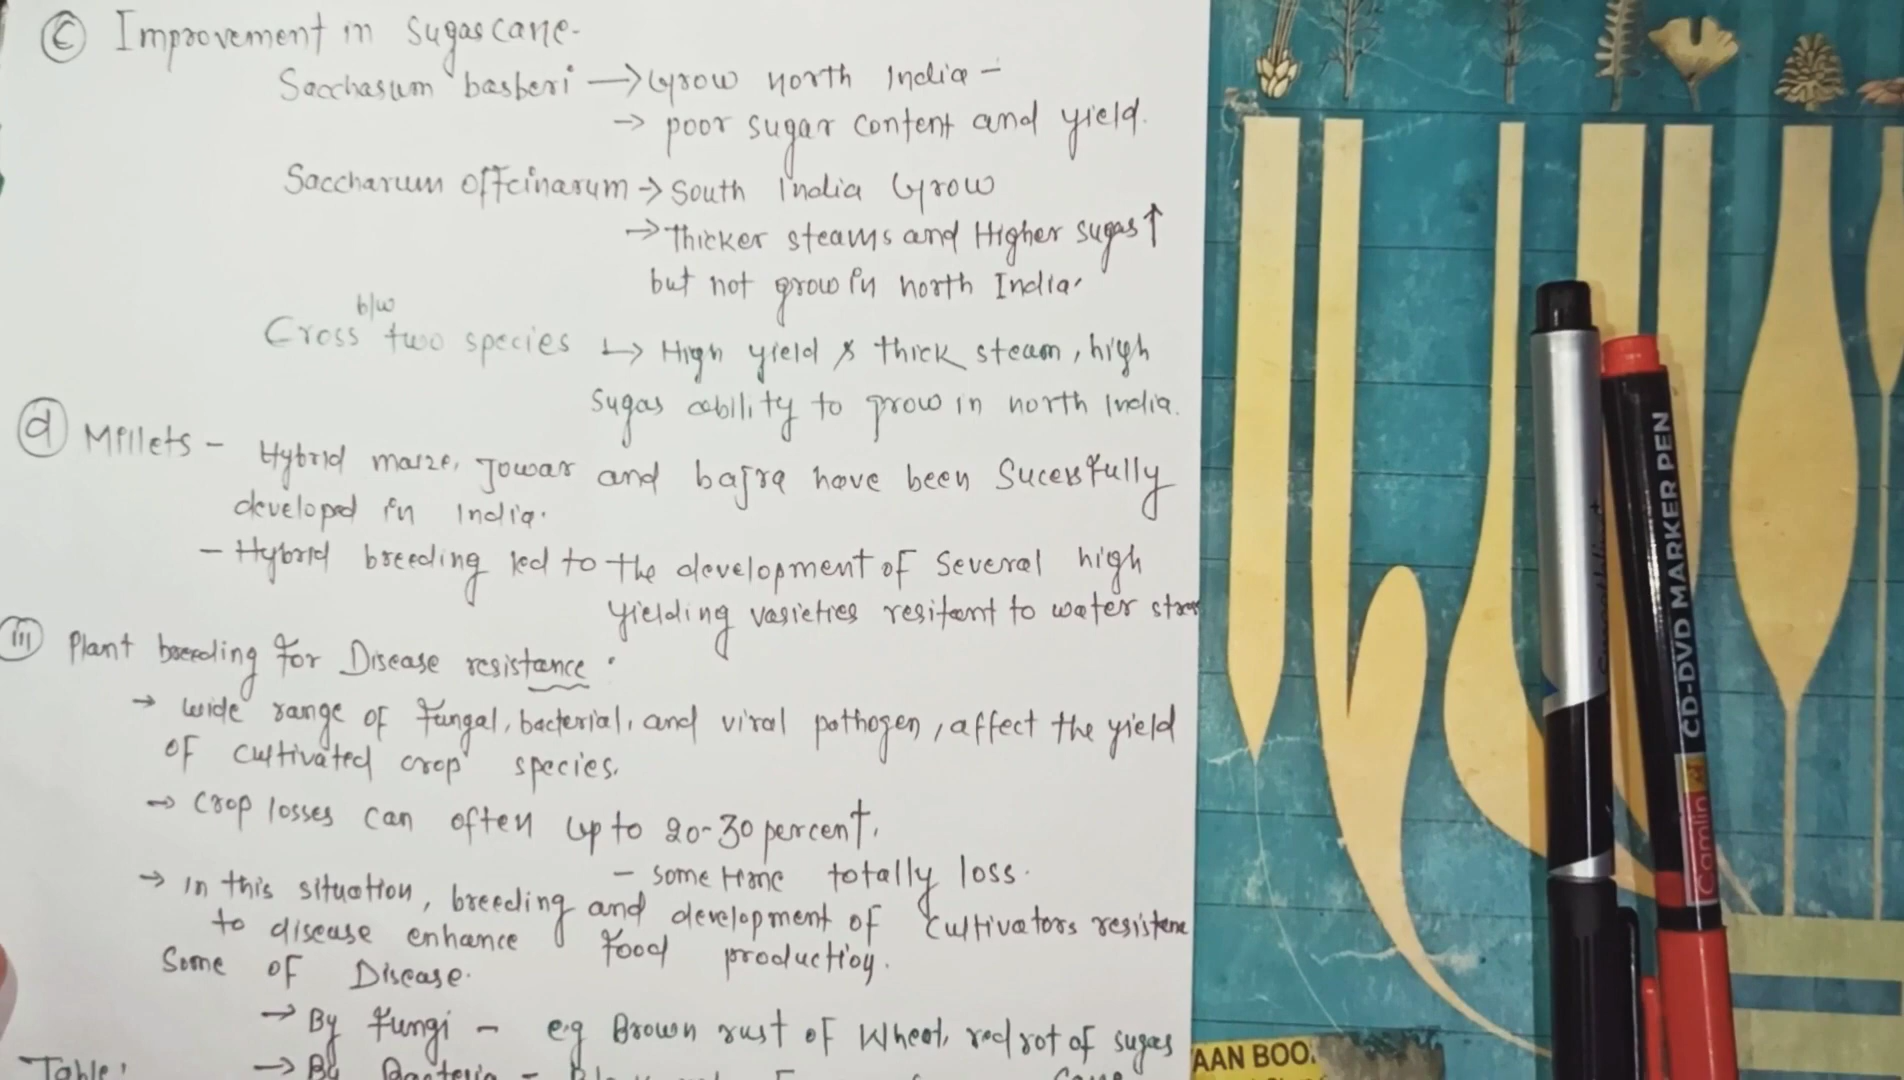 (c) Improvement in Sugarcane-
Saccharum barberi → Grow north India -
→ poor sugar content and yield.
Saccharum officinarum → South India Grow
→ thicker steams and Higher sugar ↑
but not grow in north India.
b/w
Cross two species ↳ High yield & thick steam, high
Sugar ability to grow in north India.
(d) Millets - Hybrid maize, Jowar and bajra have been Sucessfully
developed in India.
- Hybrid breeding led to the development of Several high
yielding varieties resitant to water
(iii) Plant breeding for Disease resistance.
→ wide range of fungal, bacterial, and viral pathogen, affect the yield
of cultivated crop species.
→ Crop losses can often up to 20-30 percent.
- some time totally loss.
→ in this situation, breeding and development of cultivators
to disease enhance food production.
Some of Disease.
→ By fungi - e.g Brown rust of Wheat, red rot of sugar
Cane
Table:
→ By Bacteria -
CD-DVD MARKER PEN
Camlin
AAN BOO